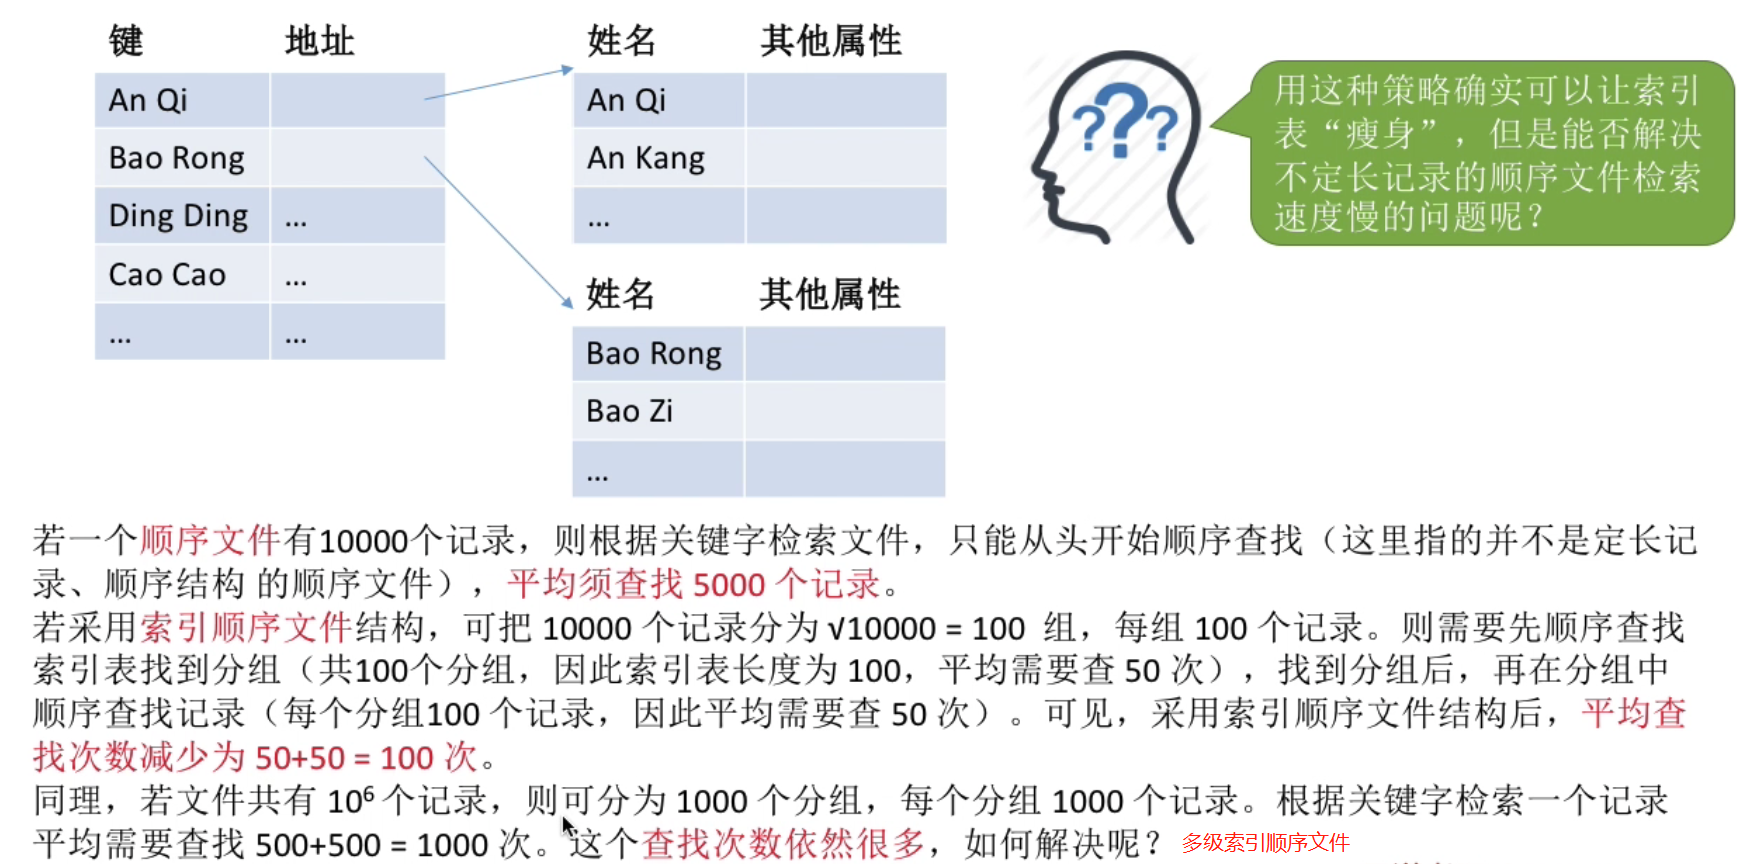 键 地址
An Qi
Bao Rong
Ding Ding ...
Cao Cao ...
... ...
姓名 其他属性
An Qi
An Kang
...
姓名 其他属性
Bao Rong
Bao Zi
...
???
用这种策略确实可以让索引
表“瘦身”，但是能否解决
不定长记录的顺序文件检索
速度慢的问题呢？
若一个顺序文件有10000个记录，则根据关键字检索文件，只能从头开始顺序查找（这里指的并不是定长记
录、顺序结构 的顺序文件），平均须查找 5000 个记录。
若采用索引顺序文件结构，可把 10000 个记录分为 √10000 = 100 组，每组 100 个记录。则需要先顺序查找
索引表找到分组（共100个分组，因此索引表长度为 100，平均需要查 50 次），找到分组后，再在分组中
顺序查找记录（每个分组100 个记录，因此平均需要查 50 次）。可见，采用索引顺序文件结构后，平均查
找次数减少为 50+50 = 100 次。
同理，若文件共有 10⁶ 个记录，则可分为 1000 个分组，每个分组 1000 个记录。根据关键字检索一个记录
平均需要查找 500+500 = 1000 次。这个查找次数依然很多，如何解决呢？ 多级索引顺序文件